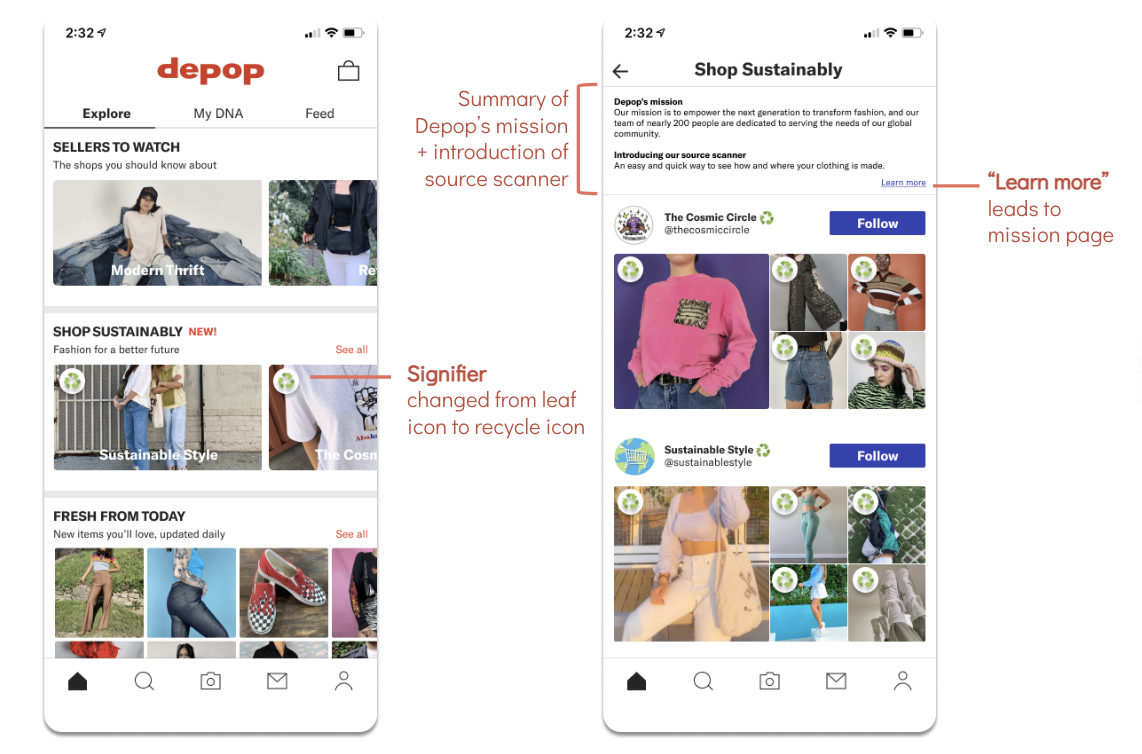 2:32
depop
Explore
My DNA
Feed
SELLERS TO WATCH
The shops you should know about
Modern Thrift
Re
SHOP SUSTAINABLY NEW!
Fashion for a better future
See all
Sustainable Style
The Cosm
FRESH FROM TODAY
New items you'll love, updated daily
See all
Summary of
Depop's mission
+ introduction of
source scanner
Signifier
changed from leaf
icon to recycle icon
2:32
Shop Sustainably
Depop's mission
Our mission is to empower the next generation to transform fashion, and our
team of nearly 200 people are dedicated to serving the needs of our global
community.
Introducing our source scanner
An easy and quick way to see how and where your clothing is made.
Learn more
The Cosmic Circle
@thecosmiccircle
Follow
Sustainable Style
@sustainablestyle
Follow
"Learn more"
leads to
mission page